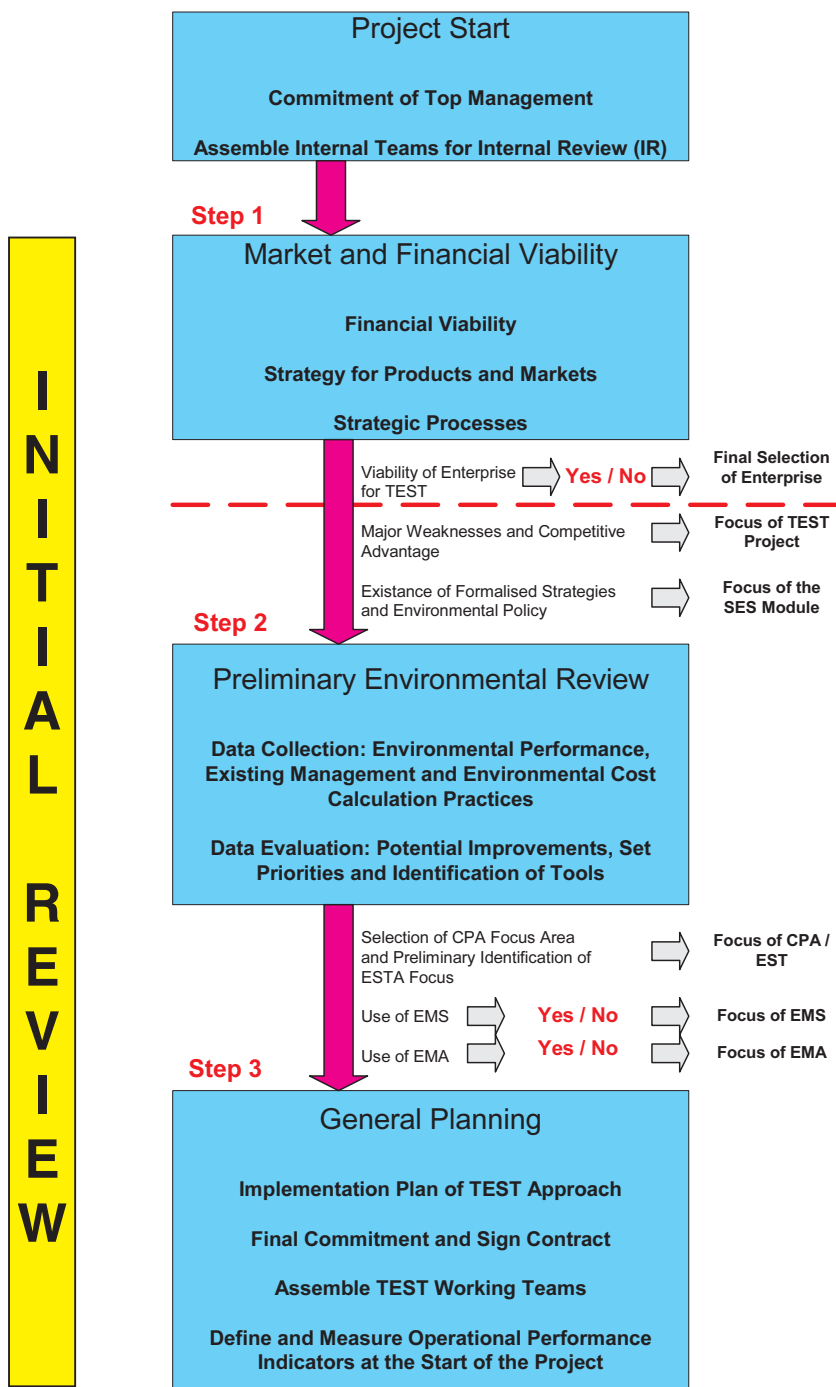 Project Start
Commitment of Top Management
Assemble Internal Teams for Internal Review (IR)
Step 1
INITIAL REVIEW
Market and Financial Viability
Financial Viability
Strategy for Products and Markets
Strategic Processes
Viability of Enterprise
for TEST
Yes / No
Final Selection
of Enterprise
Major Weaknesses and Competitive
Advantage
Focus of TEST
Project
Existance of Formalised Strategies
and Environmental Policy
Focus of the
SES Module
Step 2
Preliminary Environmental Review
Data Collection: Environmental Performance,
Existing Management and Environmental Cost
Calculation Practices
Data Evaluation: Potential Improvements, Set
Priorities and Identification of Tools
Selection of CPA Focus Area
and Preliminary Identification of
ESTA Focus
Focus of CPA /
EST
Use of EMS
Yes / No
Focus of EMS
Use of EMA
Yes / No
Focus of EMA
Step 3
General Planning
Implementation Plan of TEST Approach
Final Commitment and Sign Contract
Assemble TEST Working Teams
Define and Measure Operational Performance
Indicators at the Start of the Project